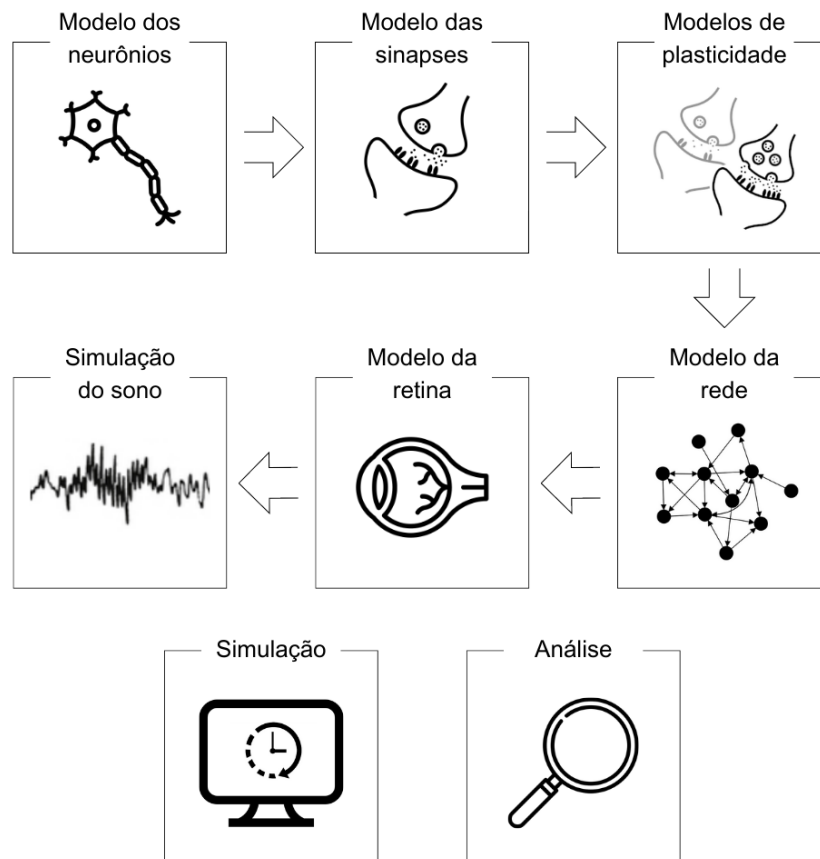 Modelo dos
neurônios
Modelo das
sinapses
Modelos de
plasticidade
Simulação
do sono
Modelo da
retina
Modelo da
rede
Simulação
Análise